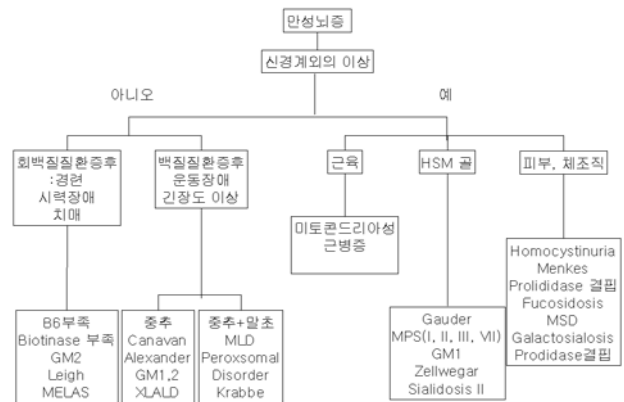 만성뇌증
신경계외의 이상
아니오
예
회백질질환증후
:경련
시력장애
치매
백질질환증후
운동장애
긴장도 이상
근육
HSM 골
피부, 체조직
미토콘드리아성
근병증
B6부족
Biotinase 부족
GM2
Leigh
MELAS
중추
Canavan
Alexander
GM1,2
XLALD
중추+말초
MLD
Peroxsomal
Disorder
Krabbe
Gauder
MPS(I, II, III, VII)
GM1
Zellwegar
Sialidosis II
Homocystinuria
Menkes
Prolididase 결핍
Fucosidosis
MSD
Galactosialosis
Prodidase결핍